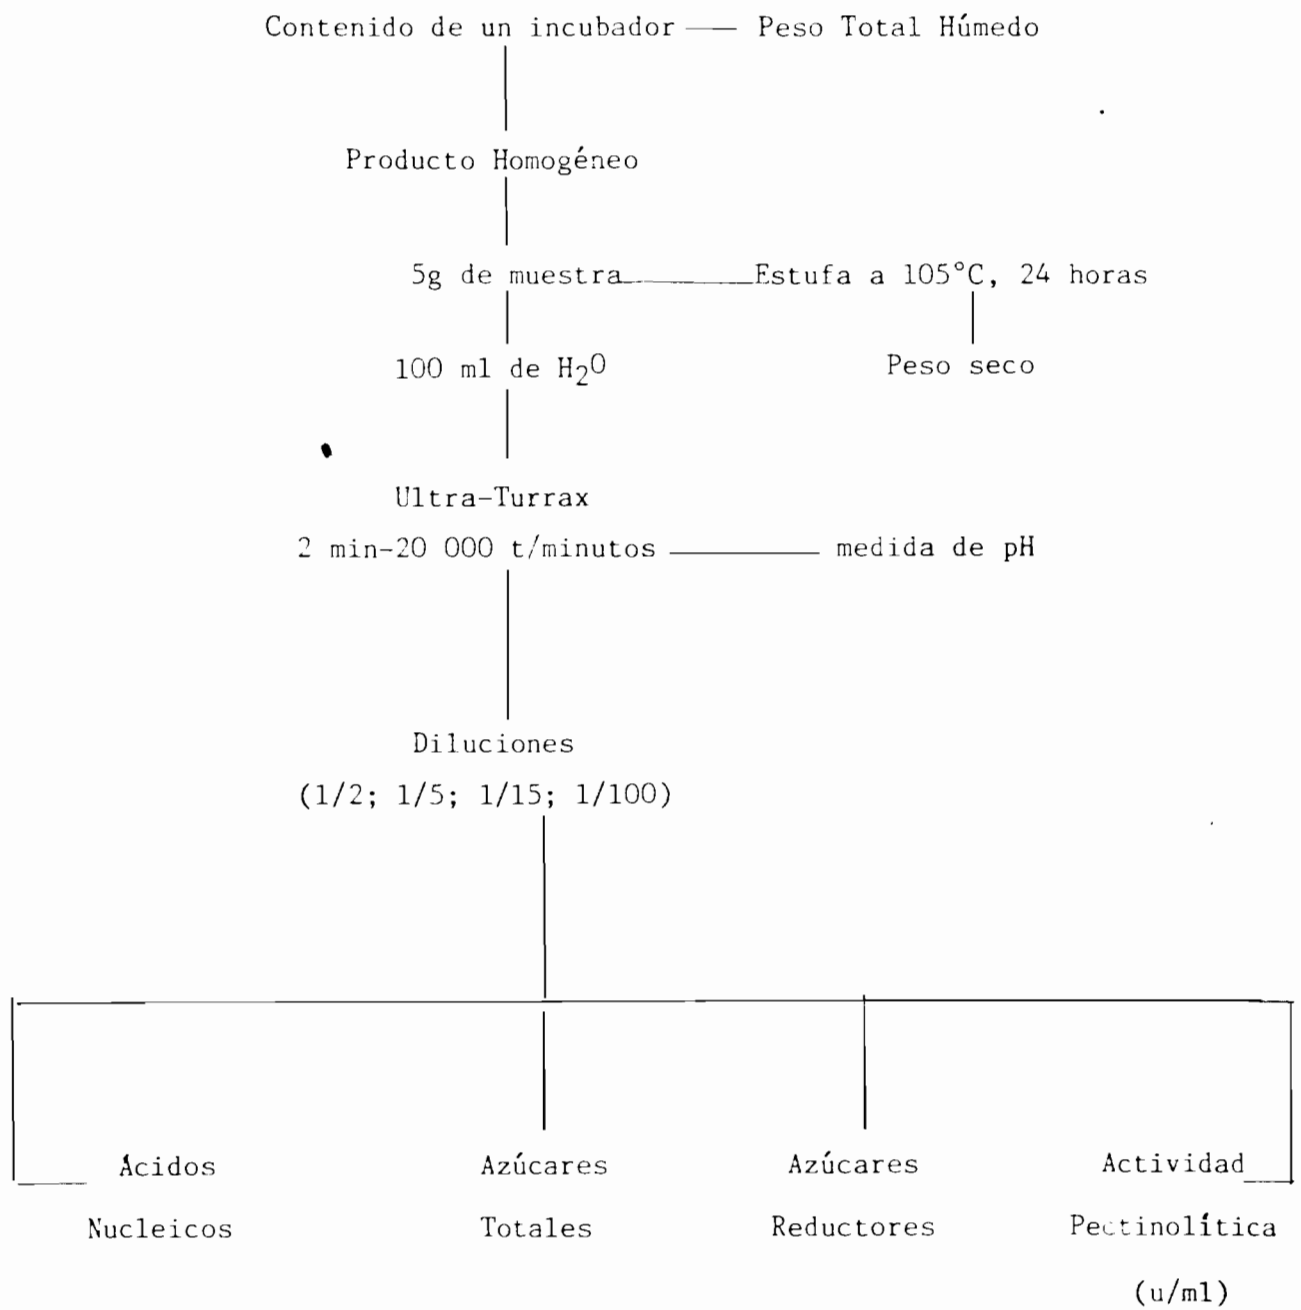 Contenido de un incubador — Peso Total Húmedo
Producto Homogéneo
5g de muestra Estufa a 105°C, 24 horas
100 ml de H₂O Peso seco
Ultra-Turrax
2 min-20 000 t/minutos medida de pH
Diluciones
(1/2; 1/5; 1/15; 1/100)
Ácidos Azúcares Azúcares Actividad
Nucleicos Totales Reductores Pectinolítica
(u/ml)